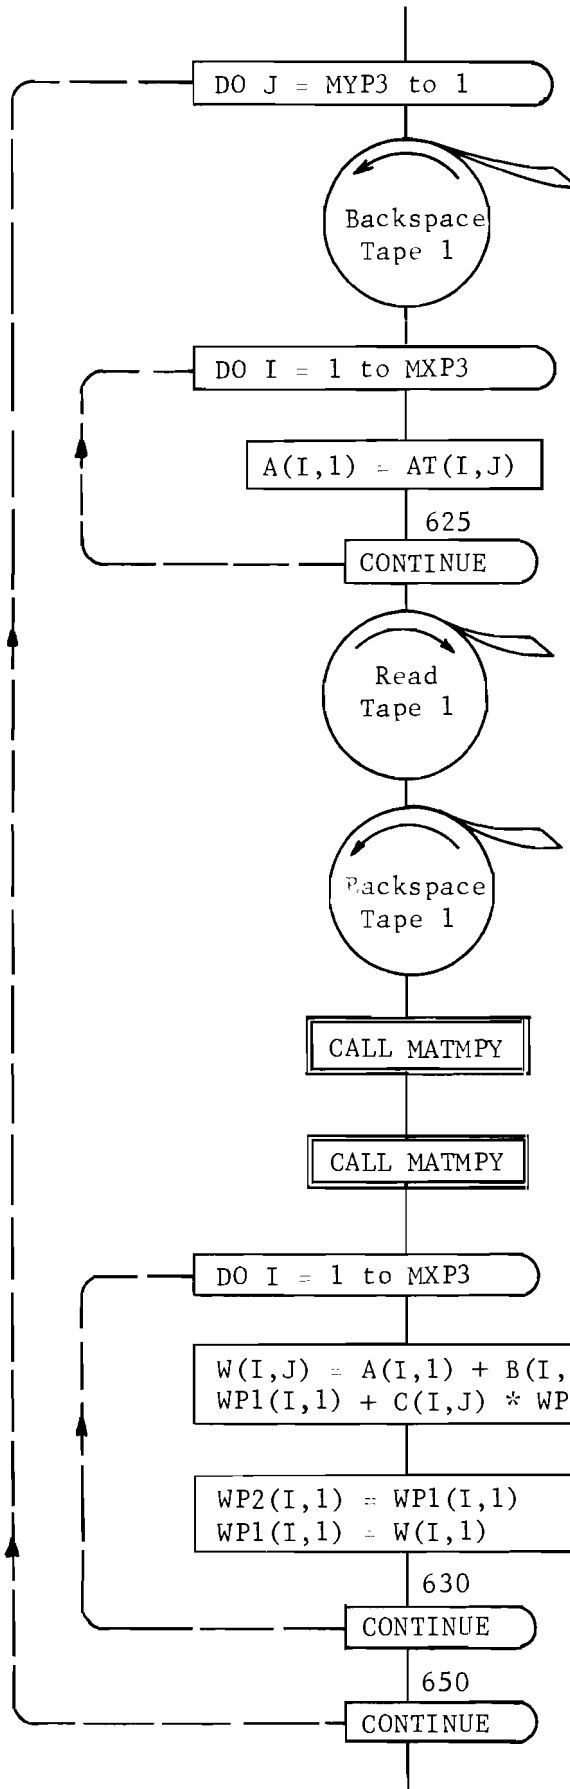 DO J = MYP3 to 1
Backspace
Tape 1
DO I = 1 to MXP3
A(I,1) = AT(I,J)
625
CONTINUE
Read
Tape 1
Backspace
Tape 1
CALL MATMPY
CALL MATMPY
DO I = 1 to MXP3
W(I,J) = A(I,1) + B(I,
WP1(I,1) + C(I,J) * WP
WP2(I,1) = WP1(I,1)
WP1(I,1) = W(I,1)
630
CONTINUE
650
CONTINUE